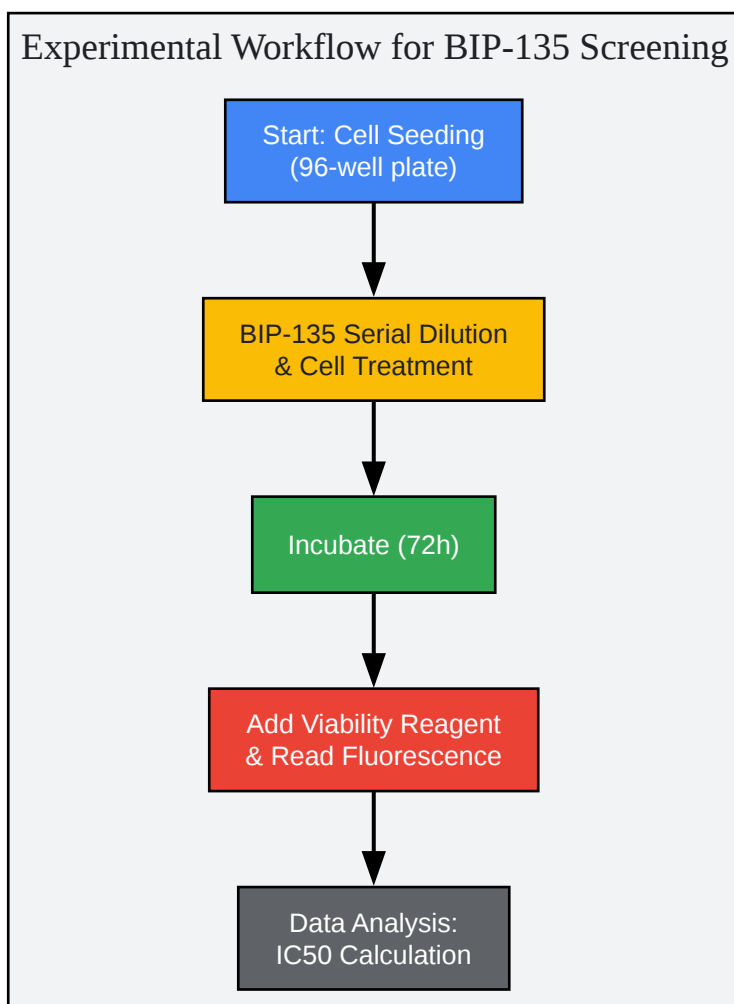 Experimental Workflow for BIP-135 Screening
Start: Cell Seeding
(96-well plate)
BIP-135 Serial Dilution
& Cell Treatment
Incubate (72h)
Add Viability Reagent
& Read Fluorescence
Data Analysis:
IC50 Calculation